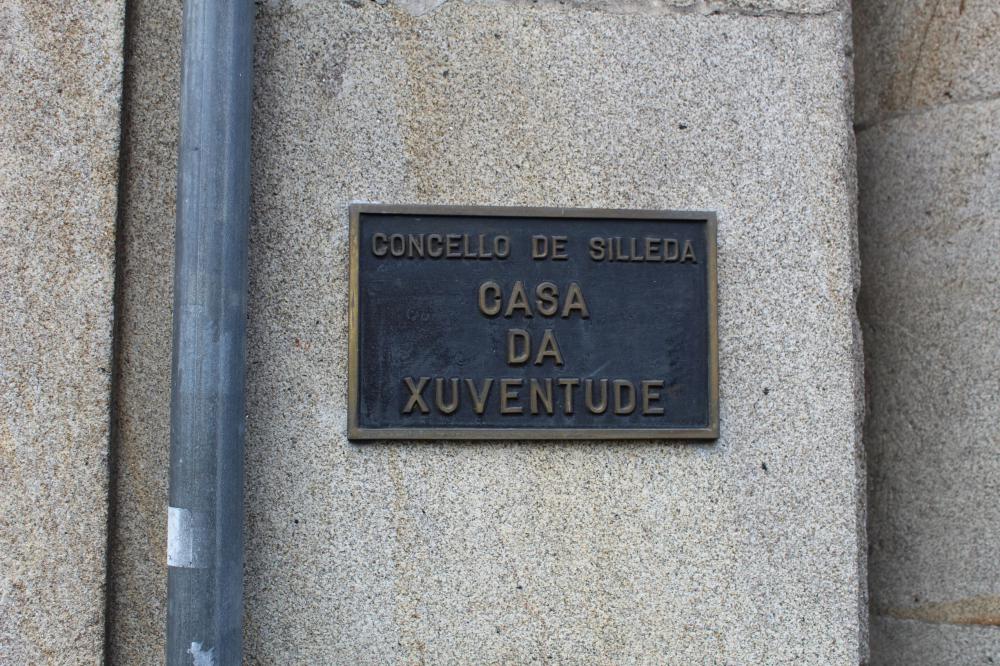 CONCELLO DE SILLEDA
CASA
DA
XUVENTUDE